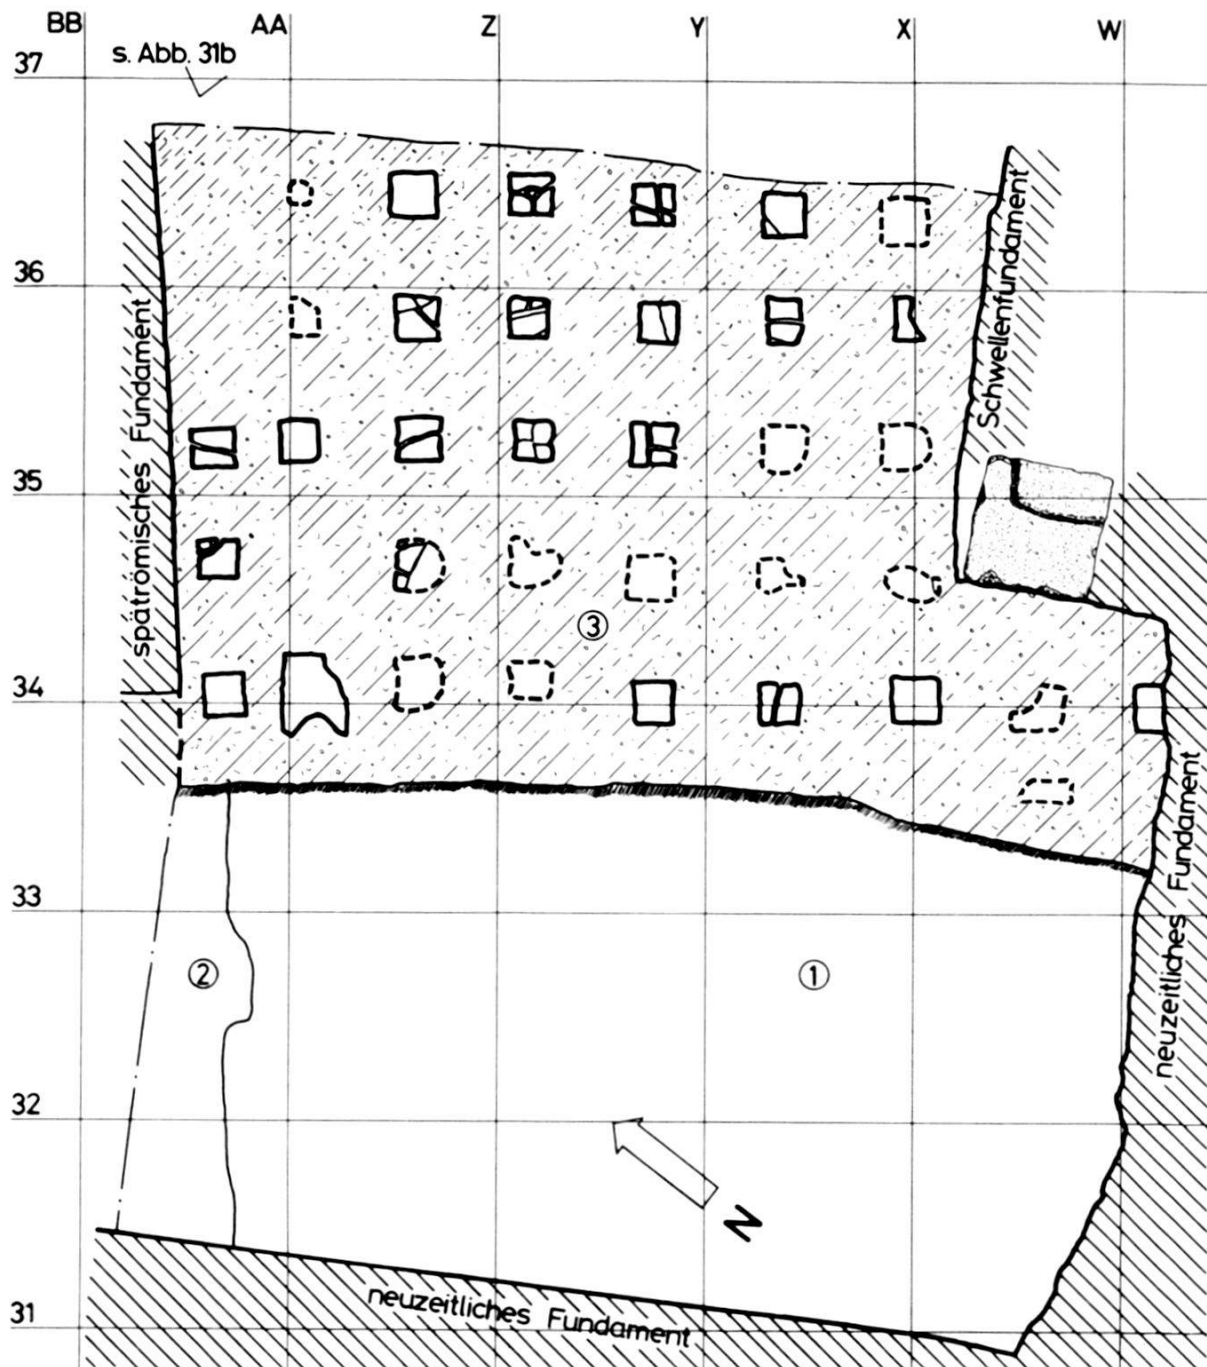 BB AA Z Y X W
s. Abb. 31b
37
36
Schwellenfundament
spätrömisches Fundament
35
③
34
neuzeitliches Fundament
33
② ①
32
N
neuzeitliches Fundament
31